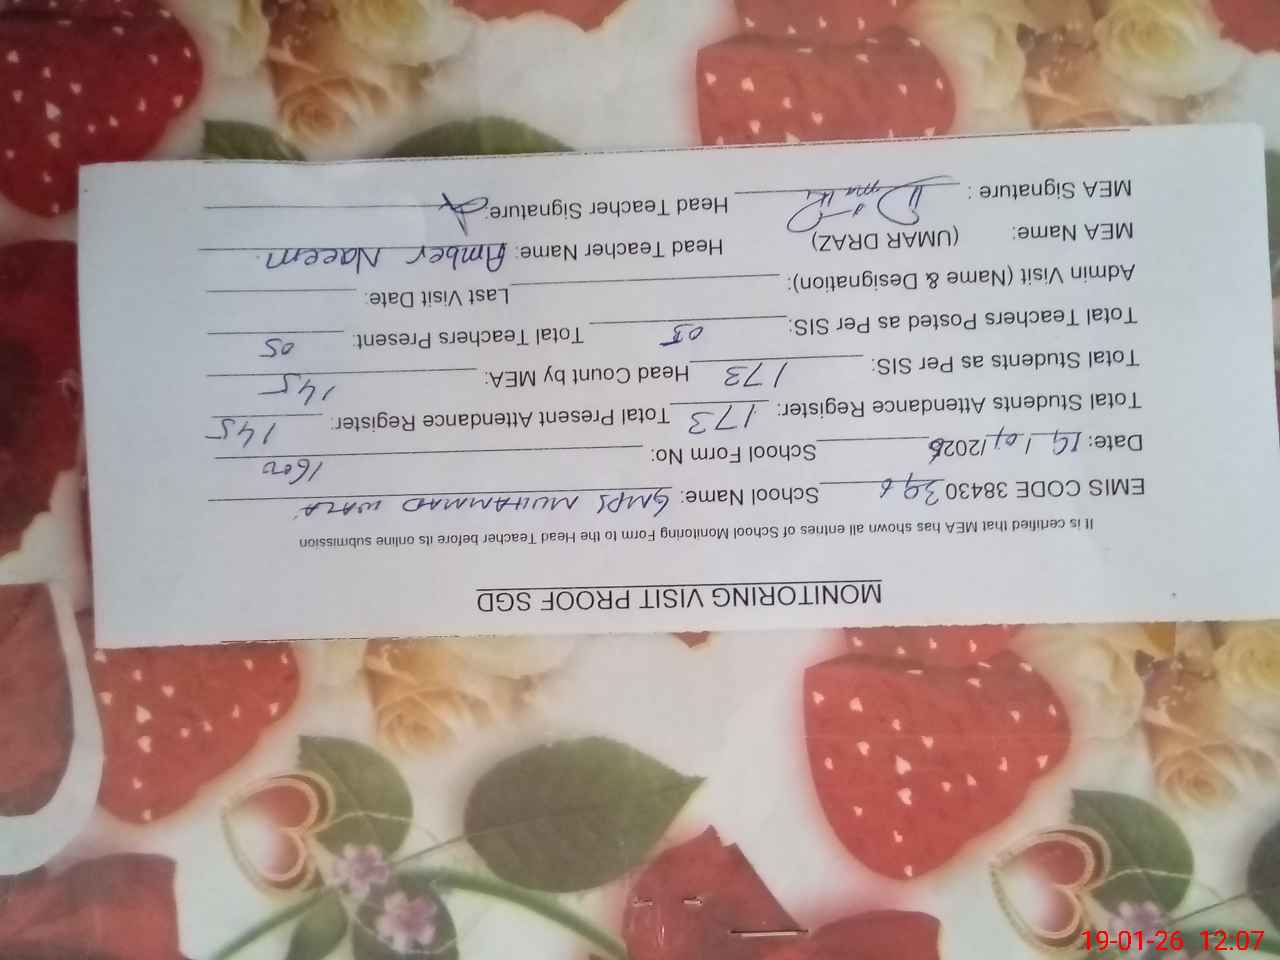 MONITORING VISIT PROOF SGD
It is certified that MEA has shown all entries of School of Monitoring Form to the Head Teacher before its online submission
EMIS CODE 38430396 School Name: GMPS MUHAMMAD WALA
Date: 19/01/2026 School Form No: 1600
Total Students Attendance Register: 173 Total Present Attendance Register: 145
Total Students as Per SIS: 173 Head Count by MEA: 145
Total Teachers Posted as Per SIS: 05 Total Teachers Present: 05
Admin Visit (Name & Designation): Last Visit Date:
MEA Name: (UMAR DRAZ) Head Teacher Name: Amber Naeem.
MEA Signature : Head Teacher Signature:
19-01-26 12:07